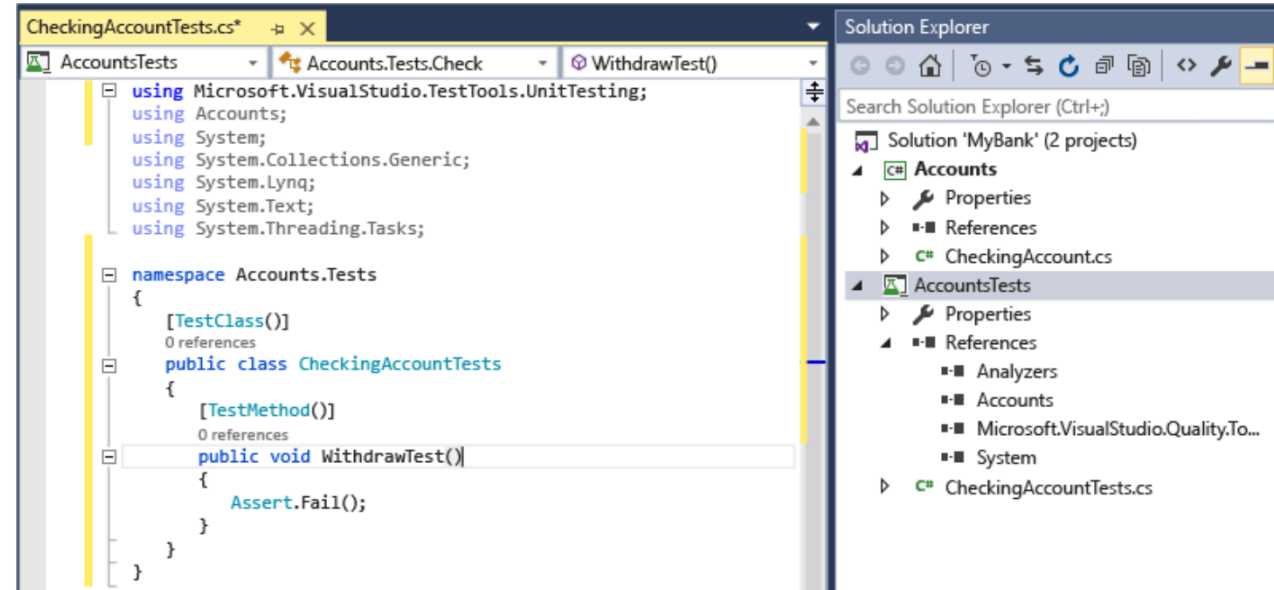 CheckingAccountTests.cs*
AccountsTests
Accounts.Tests.Check
WithdrawTest()
using Microsoft.VisualStudio.TestTools.UnitTesting;
using Accounts;
using System;
using System.Collections.Generic;
using System.Lynq;
using System.Text;
using System.Threading.Tasks;
namespace Accounts.Tests
{
[TestClass()]
0 references
public class CheckingAccountTests
{
[TestMethod()]
0 references
public void WithdrawTest()
{
Assert.Fail();
}
}
}
Solution Explorer
Search Solution Explorer (Ctrl+;)
Solution 'MyBank' (2 projects)
C# Accounts
Properties
References
C# CheckingAccount.cs
AccountsTests
Properties
References
Analyzers
Accounts
Microsoft.VisualStudio.Quality.To...
System
C# CheckingAccountTests.cs